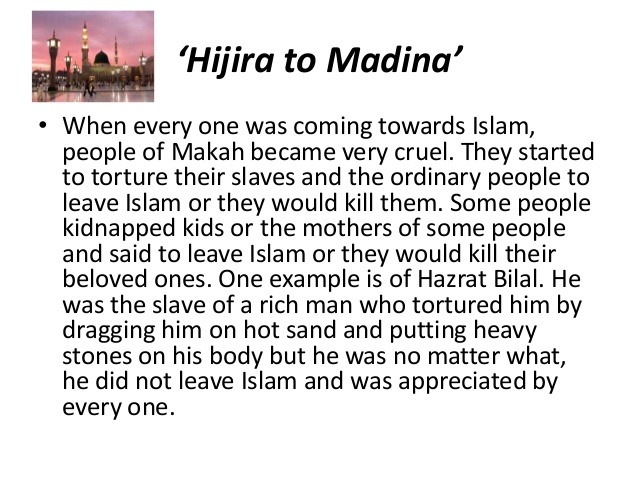 ‘Hijira to Madina’
• When every one was coming towards Islam,
people of Makah became very cruel. They started
to torture their slaves and the ordinary people to
leave Islam or they would kill them. Some people
kidnapped kids or the mothers of some people
and said to leave Islam or they would kill their
beloved ones. One example is of Hazrat Bilal. He
was the slave of a rich man who tortured him by
dragging him on hot sand and putting heavy
stones on his body but he was no matter what,
he did not leave Islam and was appreciated by
every one.